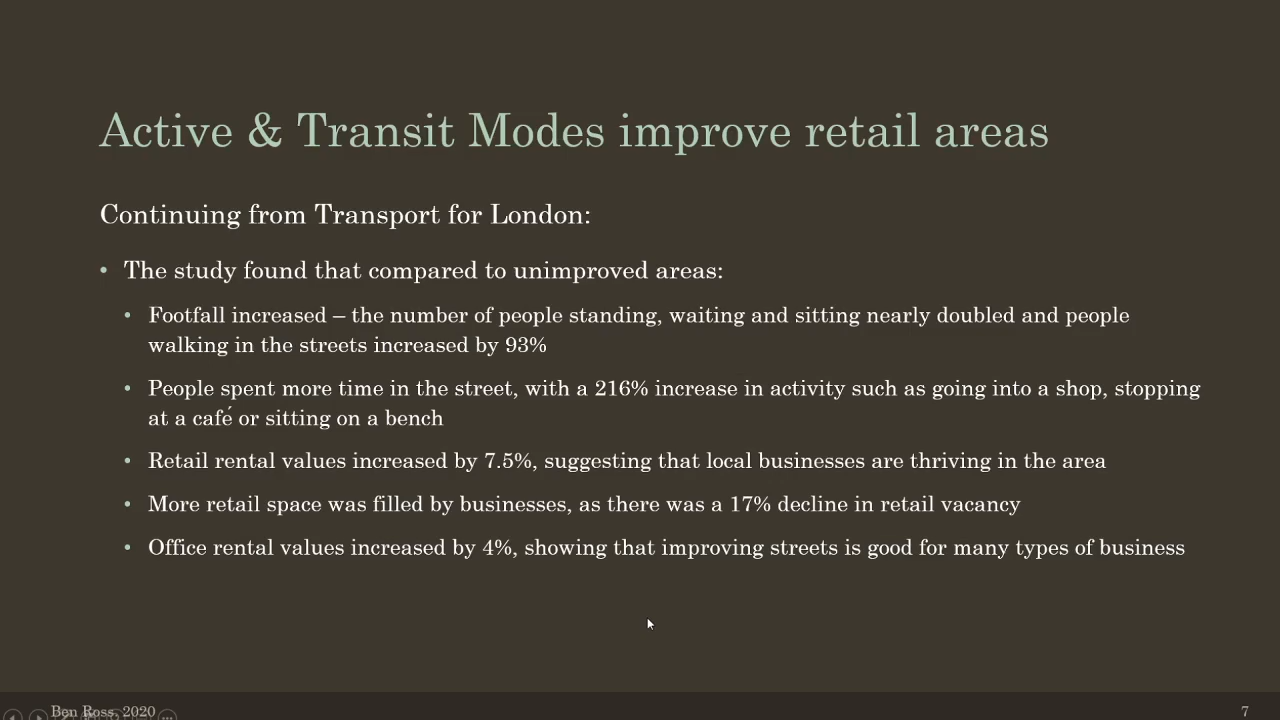 Active & Transit Modes improve retail areas
Continuing from Transport for London:
• The study found that compared to unimproved areas:
• Footfall increased – the number of people standing, waiting and sitting nearly doubled and people
walking in the streets increased by 93%
• People spent more time in the street, with a 216% increase in activity such as going into a shop, stopping
at a café or sitting on a bench
• Retail rental values increased by 7.5%, suggesting that local businesses are thriving in the area
• More retail space was filled by businesses, as there was a 17% decline in retail vacancy
• Office rental values increased by 4%, showing that improving streets is good for many types of business
Ben Ross, 2020
7